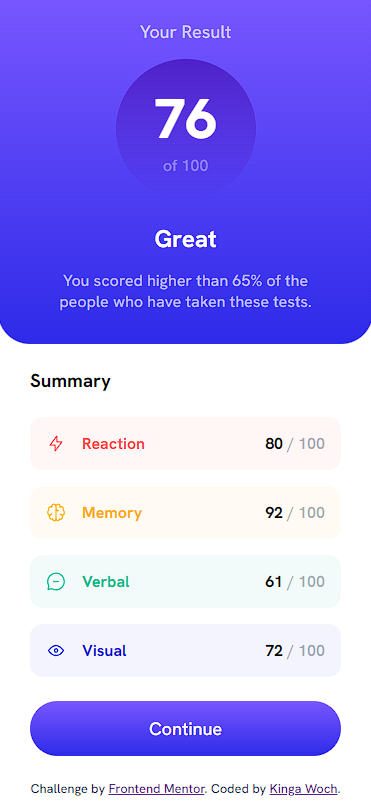 Your Result
76
of 100
Great
You scored higher than 65% of the
people who have taken these tests.
Summary
Reaction 80 / 100
Memory 92 / 100
Verbal 61 / 100
Visual 72 / 100
Continue
Challenge by Frontend Mentor. Coded by Kinga Woch.